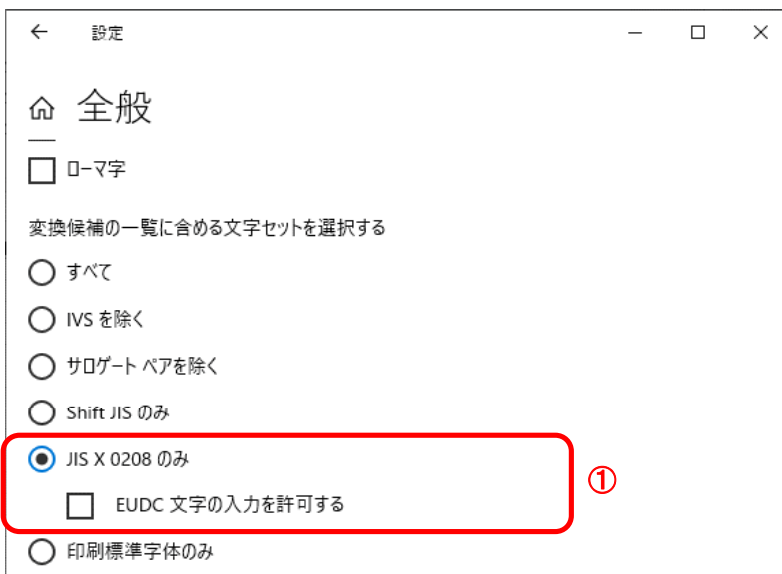 設定
全般
ローマ字
変換候補の一覧に含める文字セットを選択する
すべて
IVS を除く
サロゲート ペアを除く
Shift JIS のみ
JIS X 0208 のみ
①
EUDC 文字の入力を許可する
印刷標準字体のみ